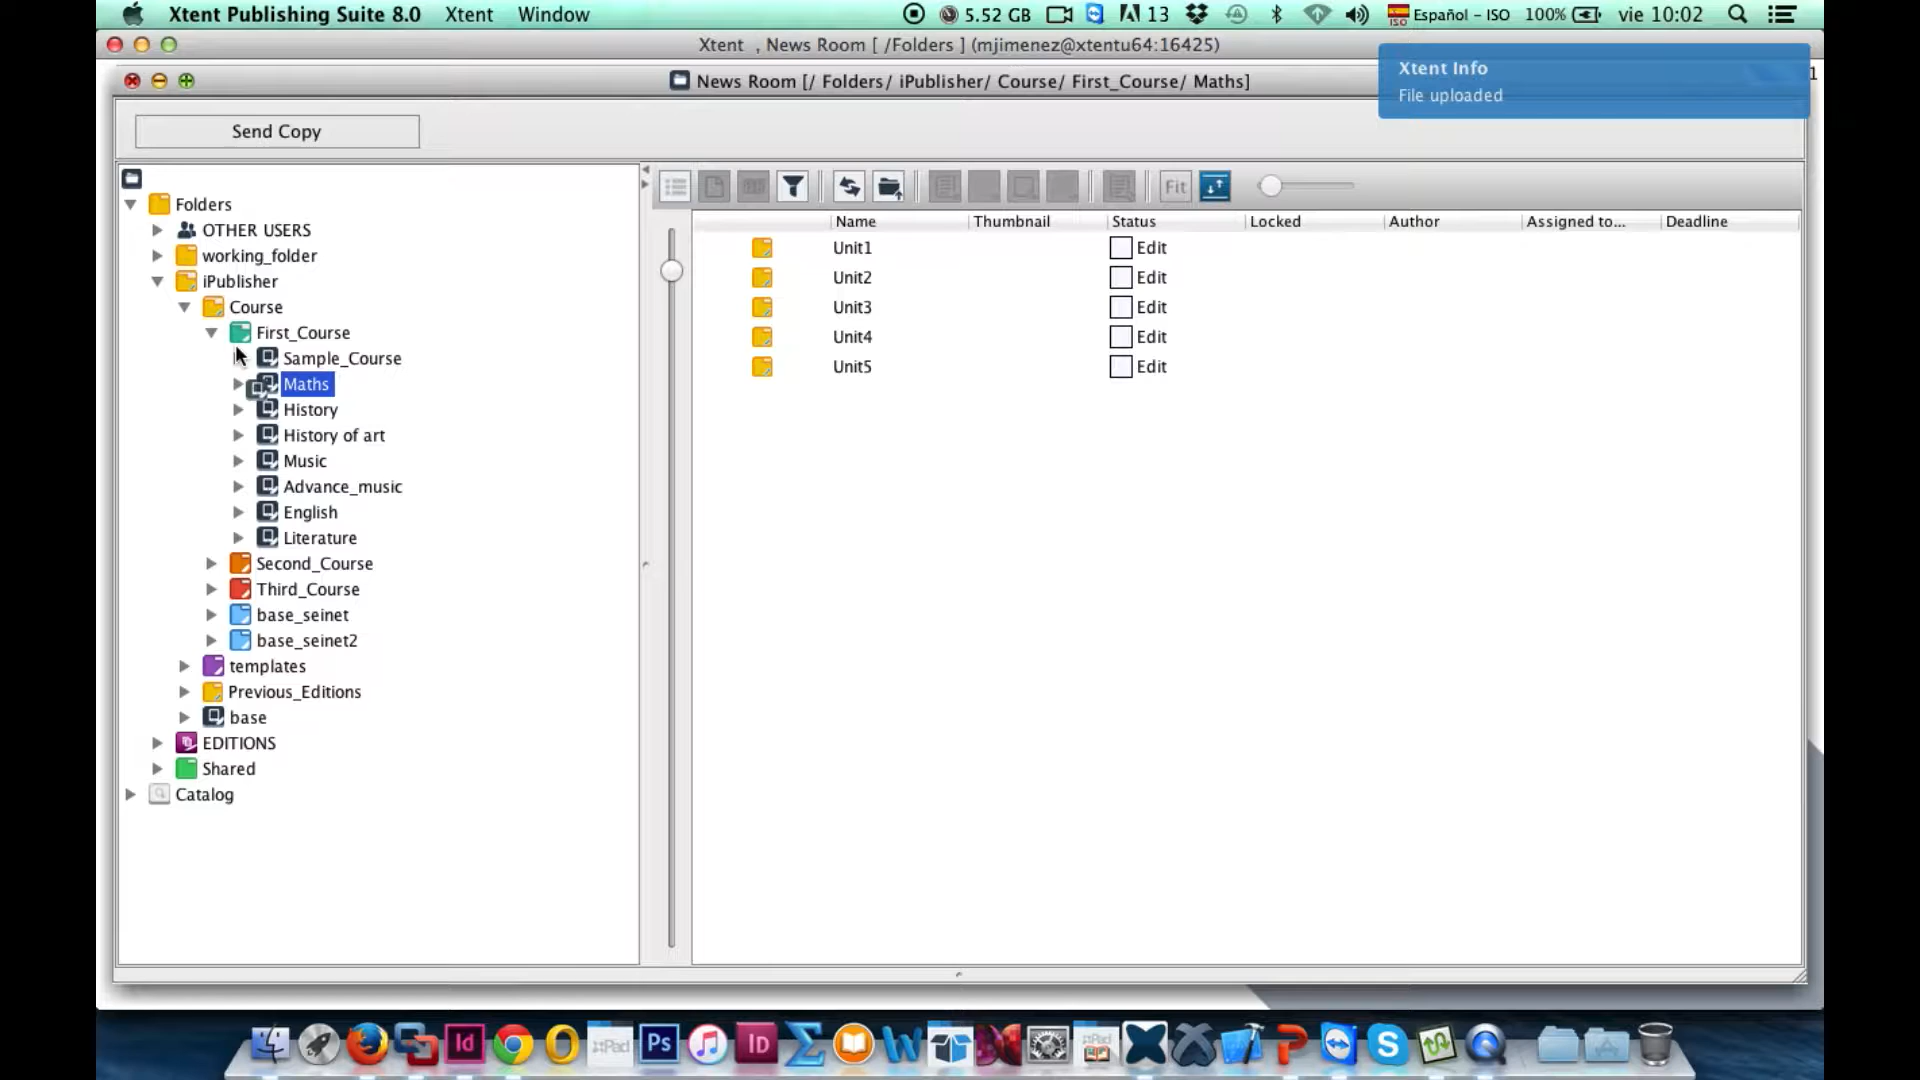 Xtent Publishing Suite 8.0 Xtent Window 5.52 GB 13 Español - ISO 100% vie 10:02
Xtent , News Room [ /Folders ] (mjimenez@xtentu64:16425)
News Room [/ Folders/ iPublisher/ Course/ First_Course/ Maths]
Xtent Info
File uploaded
1
Send Copy
Fit
Folders
OTHER USERS
working_folder
iPublisher
Course
First_Course
Sample_Course
Maths
History
History of art
Music
Advance_music
English
Literature
Second_Course
Third_Course
base_seinet
base_seinet2
templates
Previous_Editions
base
EDITIONS
Shared
Catalog
Name Thumbnail Status Locked Author Assigned to... Deadline
Unit1 Edit
Unit2 Edit
Unit3 Edit
Unit4 Edit
Unit5 Edit
Id Ps ID